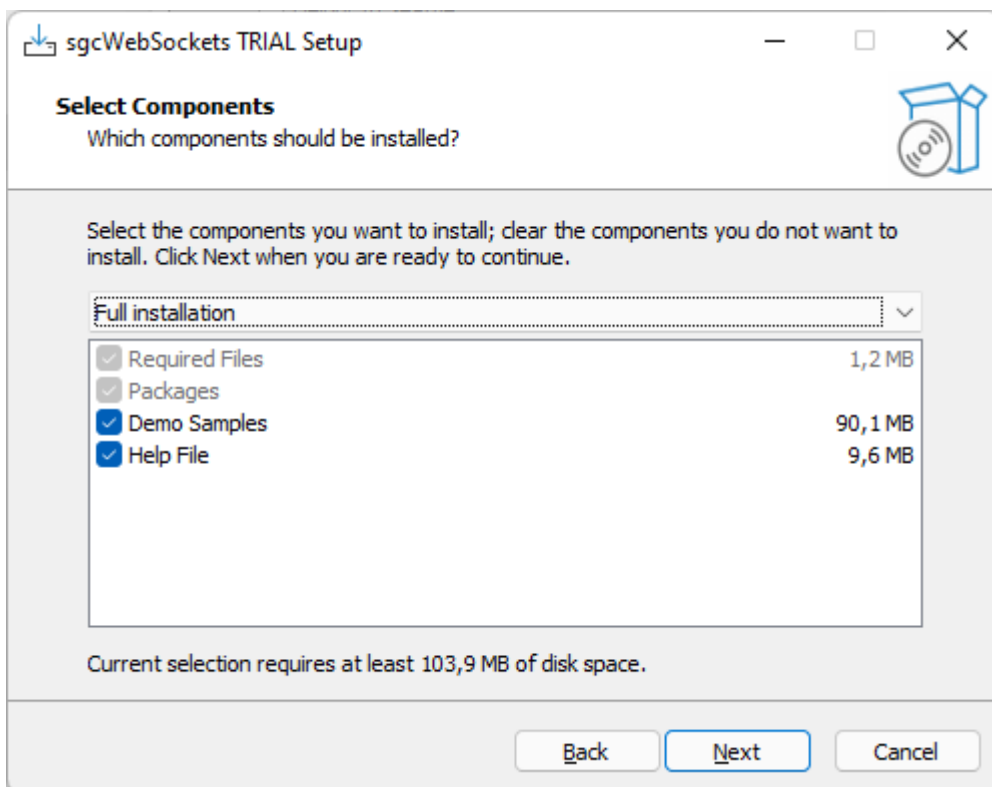 sgcWebSockets TRIAL Setup
Select Components
Which components should be installed?
Select the components you want to install; clear the components you do not want to
install. Click Next when you are ready to continue.
Full installation
Required Files 1,2 MB
Packages
Demo Samples 90,1 MB
Help File 9,6 MB
Current selection requires at least 103,9 MB of disk space.
Back Next Cancel